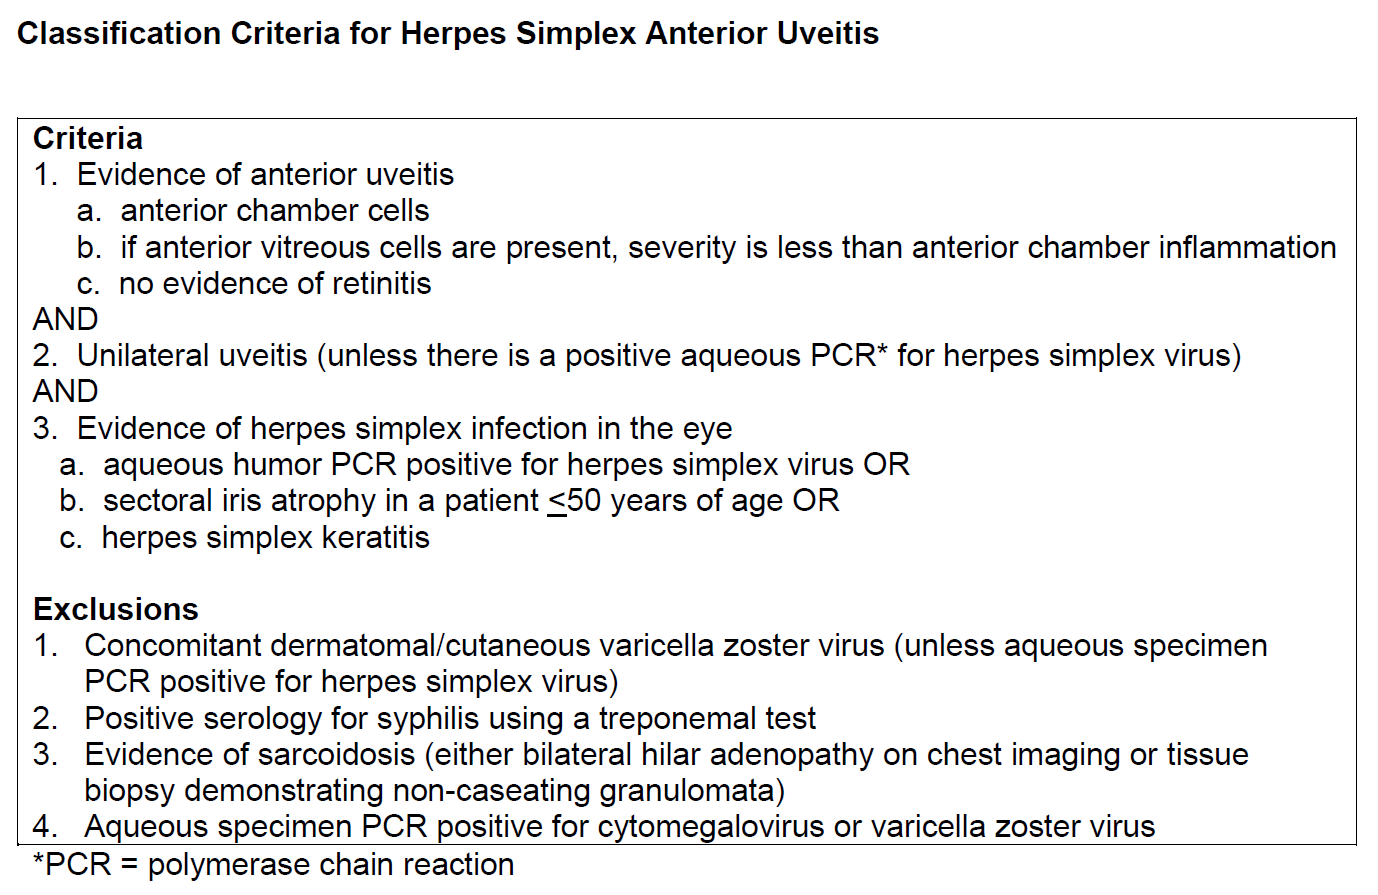 Classification Criteria for Herpes Simplex Anterior Uveitis
Criteria
1. Evidence of anterior uveitis
a. anterior chamber cells
b. if anterior vitreous cells are present, severity is less than anterior chamber inflammation
c. no evidence of retinitis
AND
2. Unilateral uveitis (unless there is a positive aqueous PCR* for herpes simplex virus)
AND
3. Evidence of herpes simplex infection in the eye
a. aqueous humor PCR positive for herpes simplex virus OR
b. sectoral iris atrophy in a patient ≤50 years of age OR
c. herpes simplex keratitis
Exclusions
1. Concomitant dermatomal/cutaneous varicella zoster virus (unless aqueous specimen
PCR positive for herpes simplex virus)
2. Positive serology for syphilis using a treponemal test
3. Evidence of sarcoidosis (either bilateral hilar adenopathy on chest imaging or tissue
biopsy demonstrating non-caseating granulomata)
4. Aqueous specimen PCR positive for cytomegalovirus or varicella zoster virus
*PCR = polymerase chain reaction